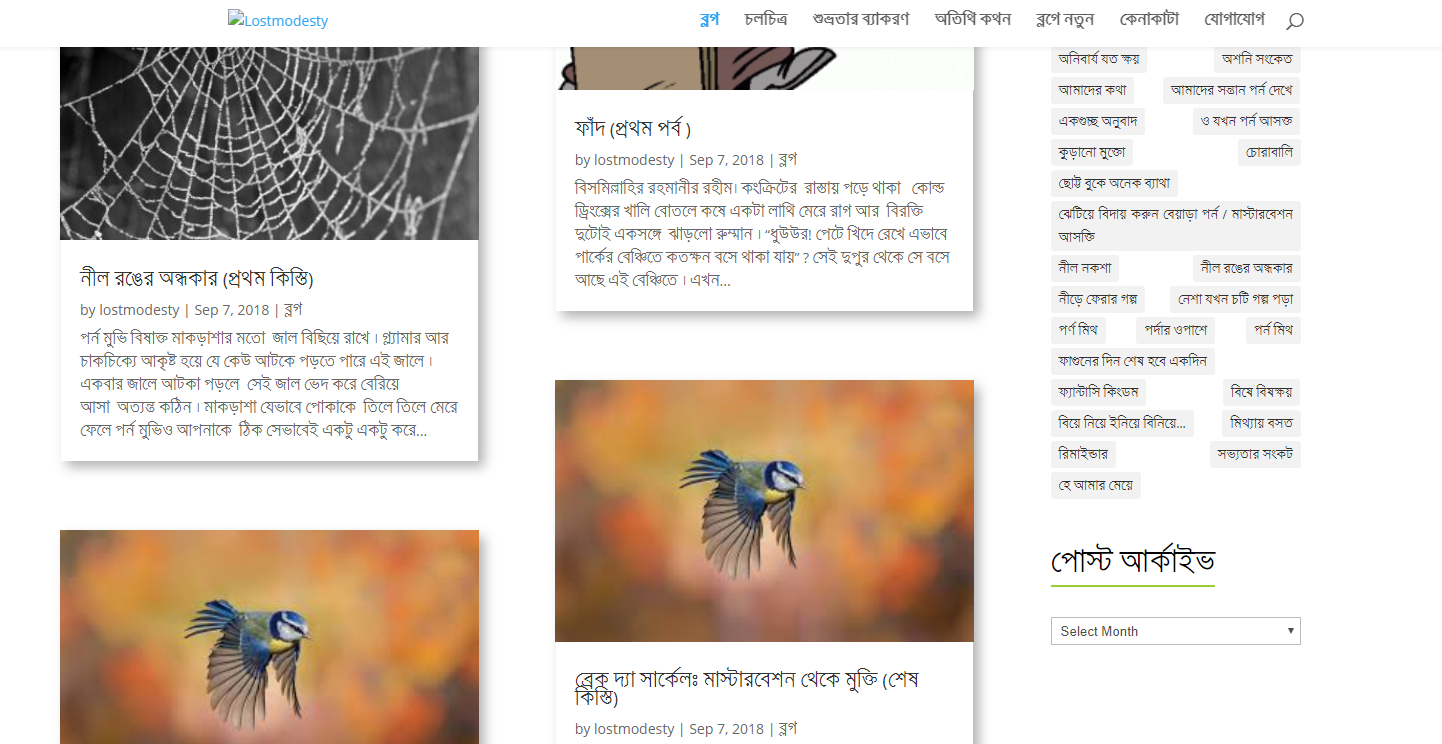 Lostmodesty
ব্লগ চলচিত্র শুভ্রতার ব্যাকরণ অতিথি কথন ব্লগে নতুন কেনাকাটা যোগাযোগ
নীল রঙের অন্ধকার (প্রথম কিস্তি)
by lostmodesty | Sep 7, 2018 | ব্লগ
পর্ন মুভি বিষাক্ত মাকড়াশার মতো জাল বিছিয়ে রাখে । গ্ল্যামার আর
চাকচিক্যে আকৃষ্ট হয়ে যে কেউ আটকে পড়তে পারে এই জালে ।
একবার জালে আটকা পড়লে সেই জাল ভেদ করে বেরিয়ে
আসা অত্যন্ত কঠিন । মাকড়াশা যেভাবে পোকাকে তিলে তিলে মেরে
ফেলে পর্ন মুভিও আপনাকে ঠিক সেভাবেই একটু একটু করে...
ফাঁদ (প্রথম পর্ব )
by lostmodesty | Sep 7, 2018 | ব্লগ
বিসমিল্লাহির রহমানীর রহীম। কংক্রিটের রাস্তায় পড়ে থাকা কোল্ড
ড্রিংক্সের খালি বোতলে কষে একটা লাথি মেরে রাগ আর বিরক্তি
দুটোই একসঙ্গে ঝাড়লো রুম্মান । “ধুউউর! পেটে খিদে রেখে এভাবে
পার্কের বেঞ্চিতে কতক্ষন বসে থাকা যায়” ? সেই দুপুর থেকে সে বসে
আছে এই বেঞ্চিতে । এখন...
ব্রেক দ্যা সার্কেলঃ মাস্টারবেশন থেকে মুক্তি (শেষ
কিস্তি)
by lostmodesty | Sep 7, 2018 | ব্লগ
অনিবার্য যত ক্ষয় অশনি সংকেত
আমাদের কথা আমাদের সন্তান পর্ন দেখে
একগুচ্ছ অনুবাদ ও যখন পর্ন আসক্ত
কুড়ানো মুক্তো চোরাবালি
ছোট্ট বুকে অনেক ব্যাথা
ঝেটিয়ে বিদায় করুন বেয়াড়া পর্ন / মাস্টারবেশন
আসক্তি
নীল নকশা নীল রঙের অন্ধকার
নীড়ে ফেরার গল্প নেশা যখন চটি গল্প পড়া
পর্ণ মিথ পর্দার ওপাশে পর্ন মিথ
ফাগুনের দিন শেষ হবে একদিন
ফ্যান্টাসি কিংডম বিষে বিষক্ষয়
বিয়ে নিয়ে ইনিয়ে বিনিয়ে... মিথ্যায় বসত
রিমাইন্ডার সভ্যতার সংকট
হে আমার মেয়ে
পোস্ট আর্কাইভ
Select Month